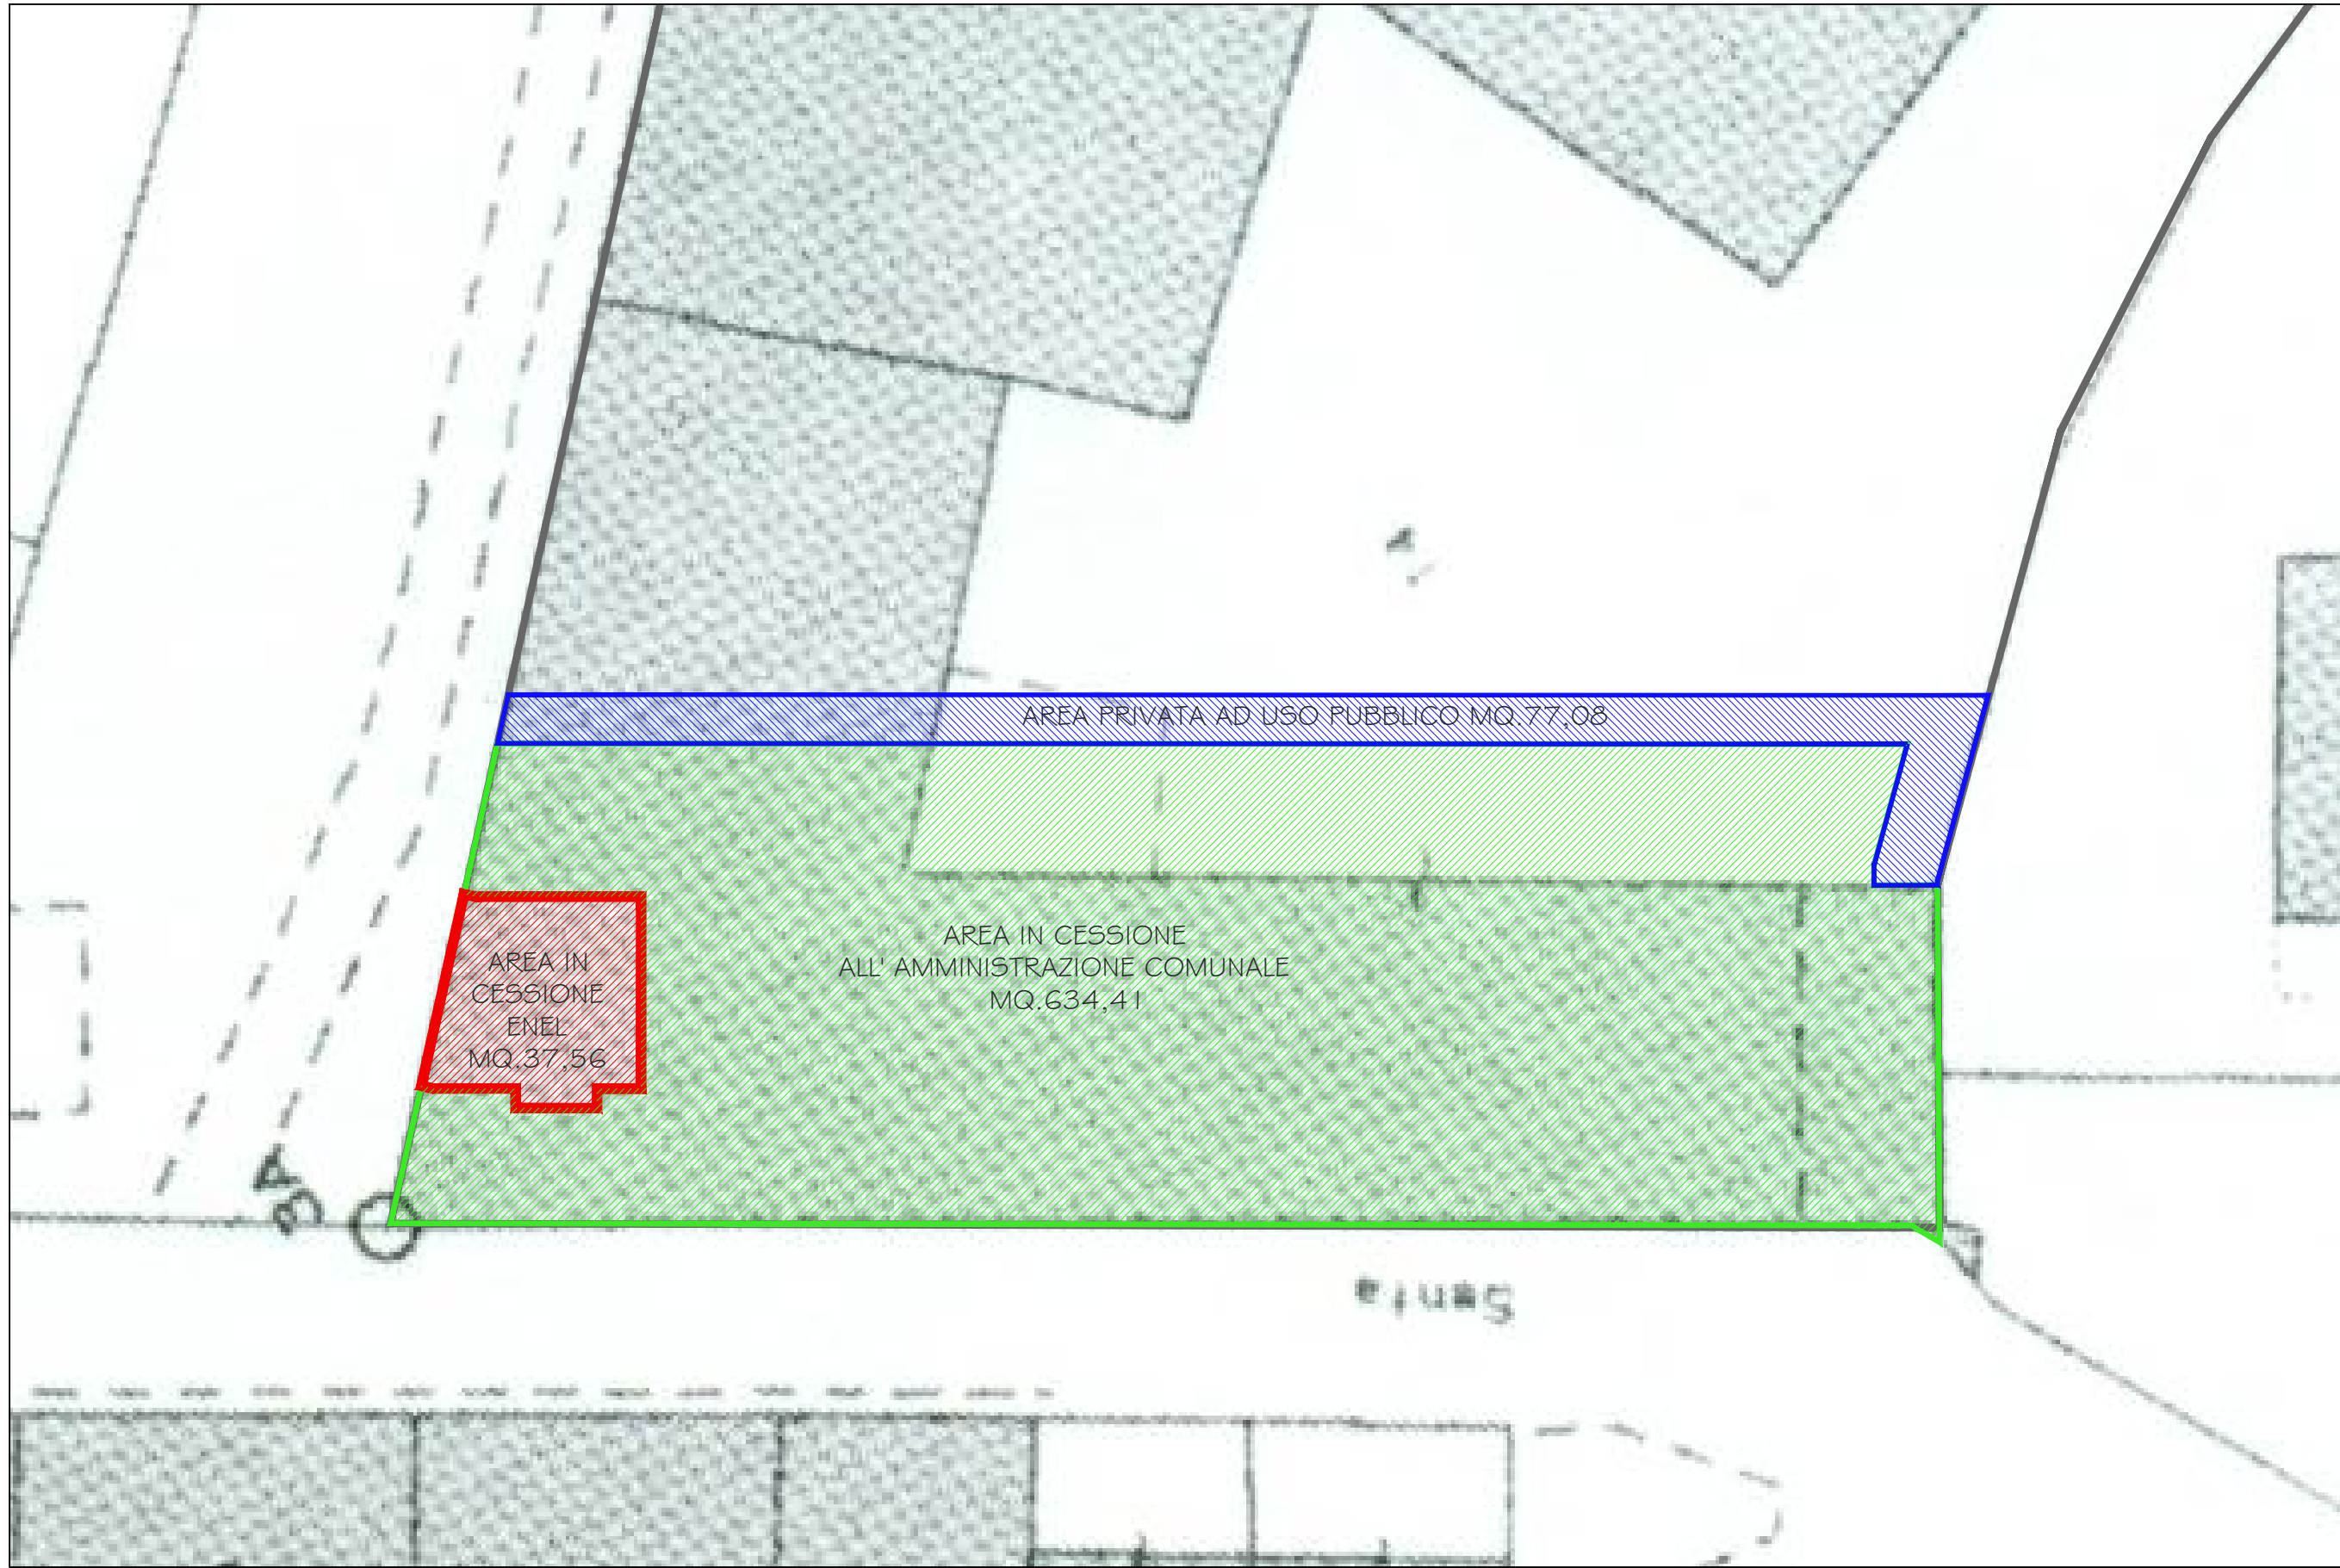 AREA PRIVATA AD USO PUBBLICO MQ.77,08
AREA IN CESSIONE
ALL' AMMINISTRAZIONE COMUNALE
MQ.634,41
AREA IN
CESSIONE
ENEL
MQ.37,56
Santa